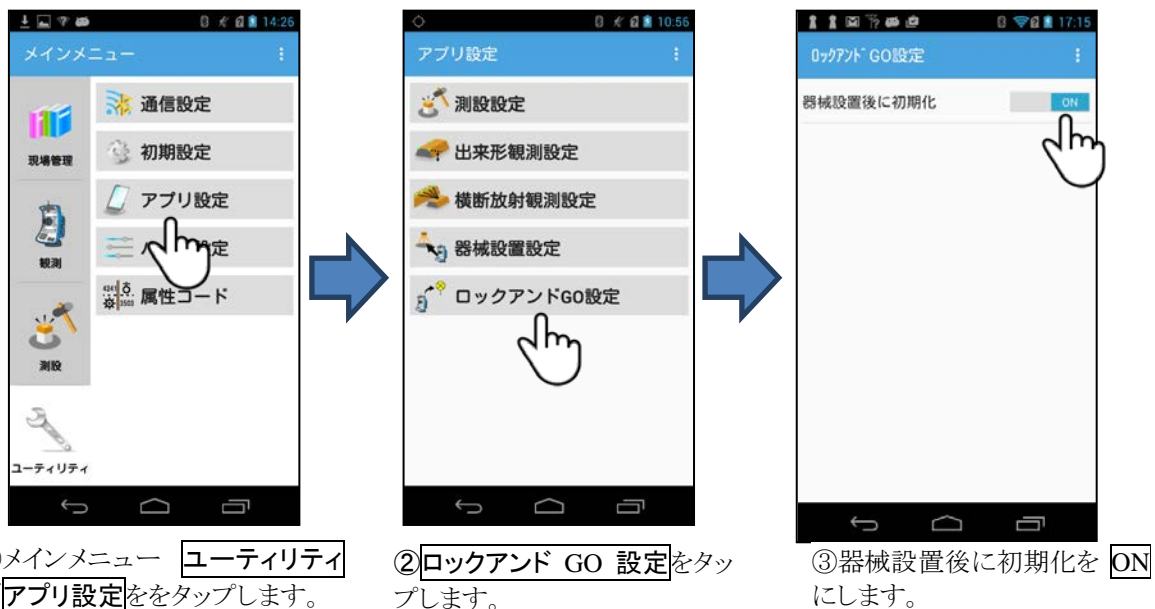 14:26
メインメニュー
現場管理
観測
測設
ユーティリティ
通信設定
初期設定
アプリ設定
定
属性コード
10:56
アプリ設定
測設設定
出来形観測設定
横断放射観測設定
器械設置設定
ロックアンドGO設定
17:15
ﾛｯｸｱﾝﾄﾞGO設定
器械設置後に初期化
ON
メインメニュー ユーティリティ
アプリ設定ををタップします。
②ロックアンド GO 設定をタッ
プします。
③器械設置後に初期化を ON
にします。